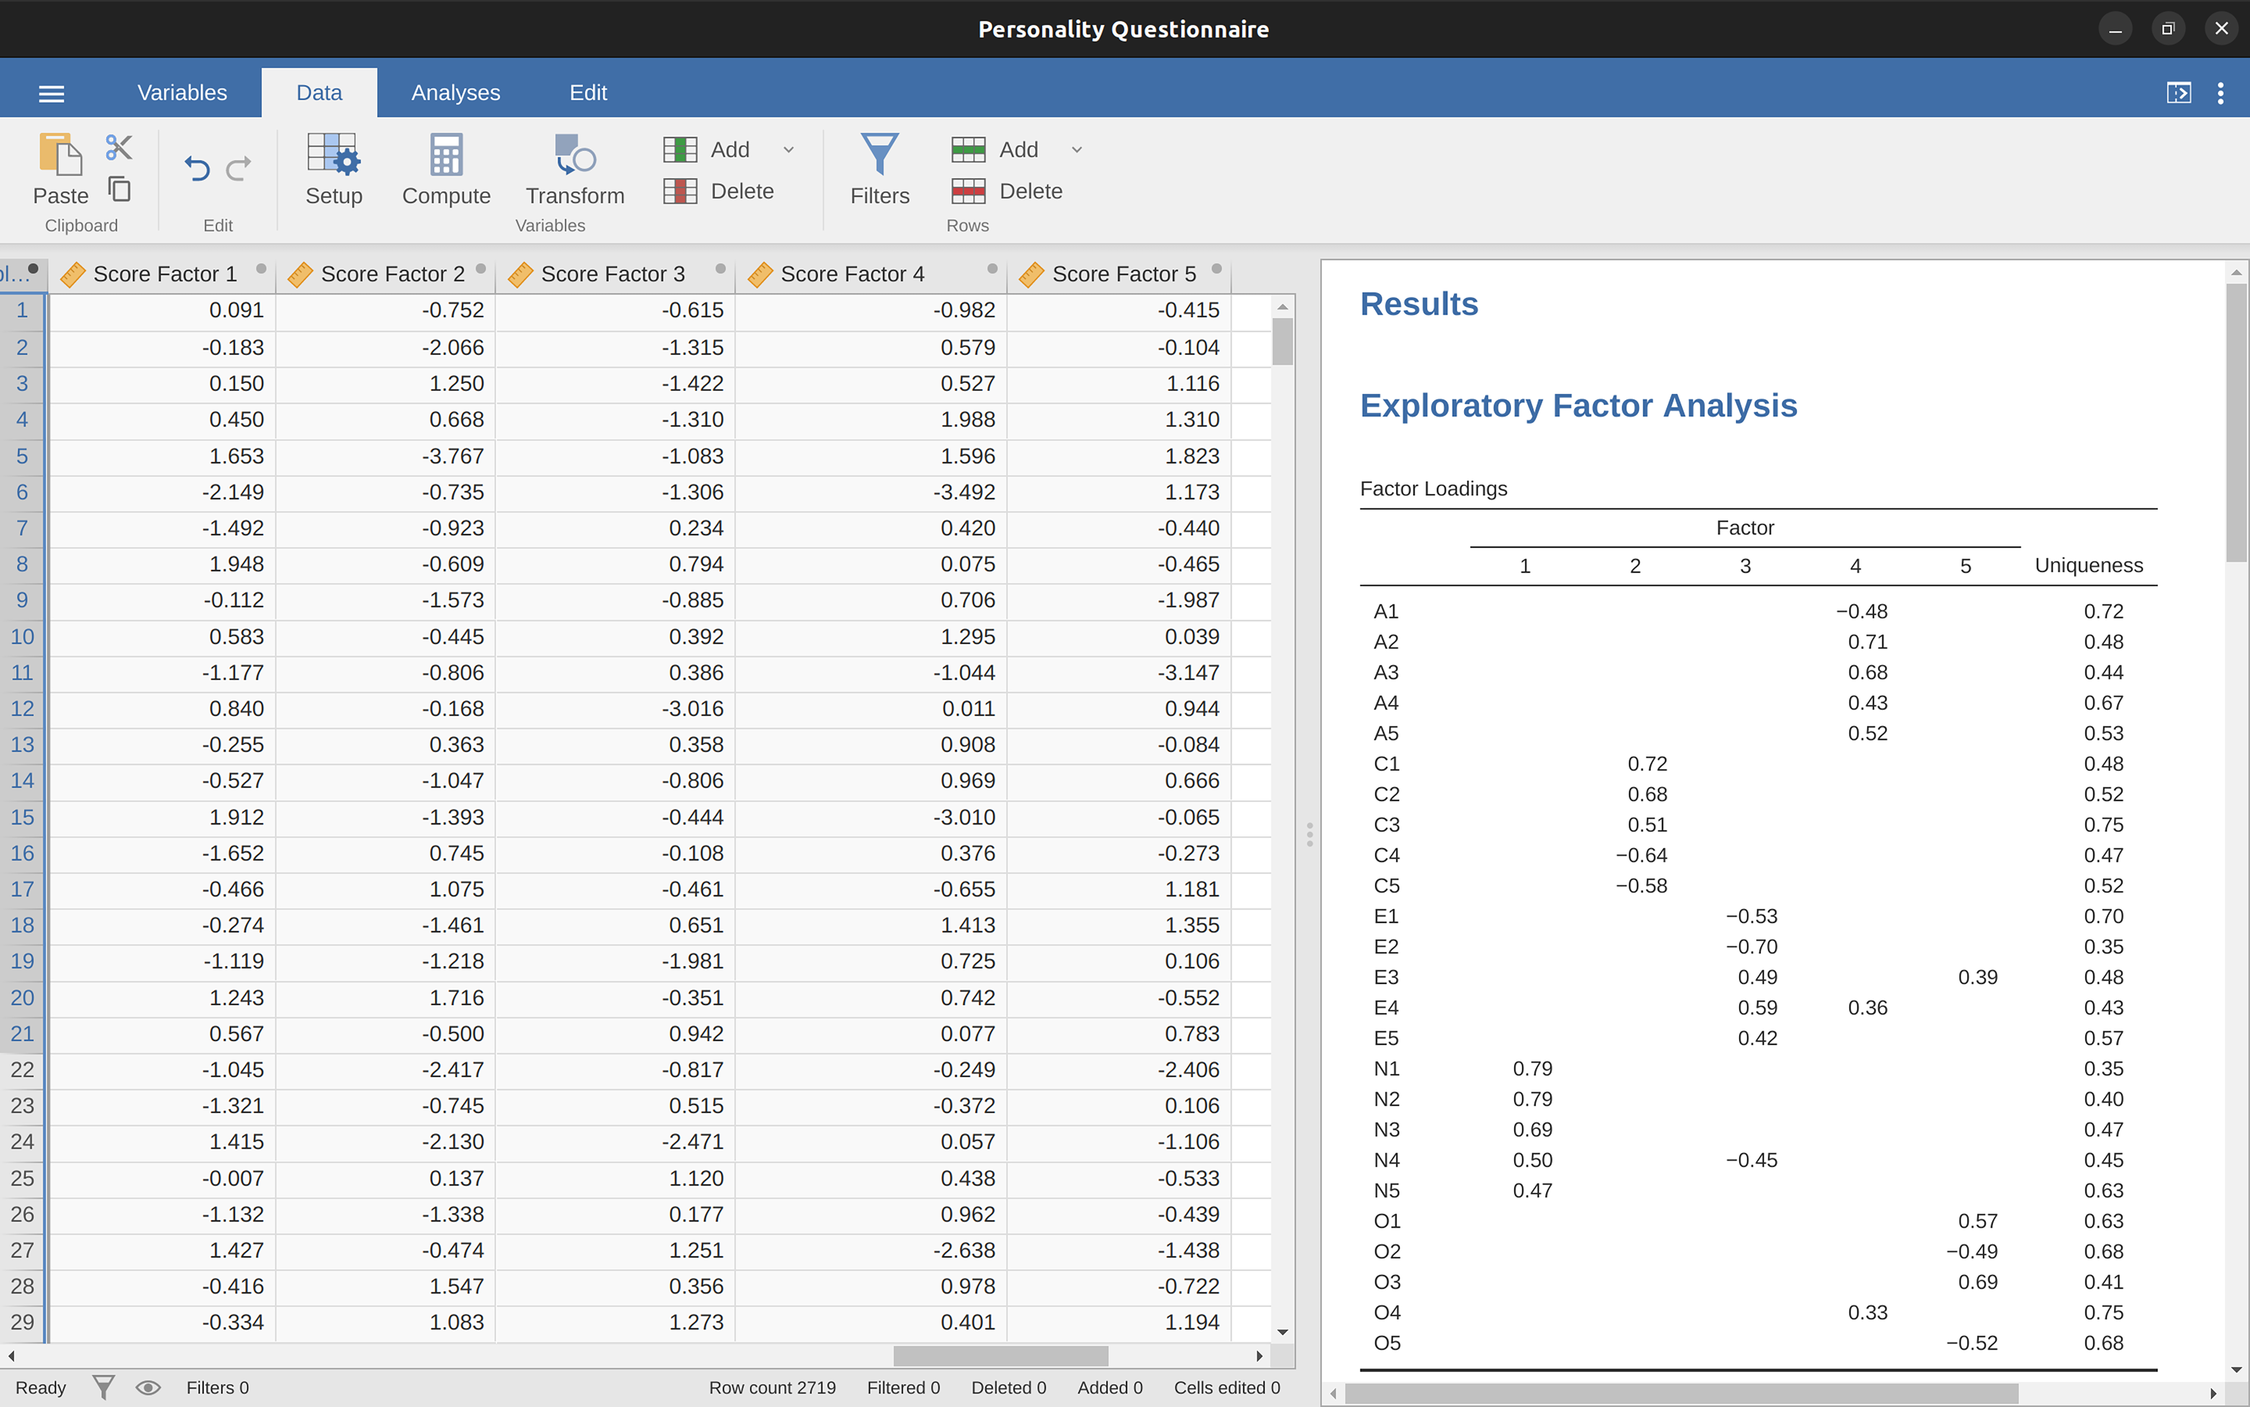 Personality Questionnaire
Variables Data Analyses Edit
Paste Setup Compute Transform Add Delete Filters Add Delete
Clipboard Edit Variables Rows
Score Factor 1 Score Factor 2 Score Factor 3 Score Factor 4 Score Factor 5
1 0.091 -0.752 -0.615 -0.982 -0.415
2 -0.183 -2.066 -1.315 0.579 -0.104
3 0.150 1.250 -1.422 0.527 1.116
4 0.450 0.668 -1.310 1.988 1.310
5 1.653 -3.767 -1.083 1.596 1.823
6 -2.149 -0.735 -1.306 -3.492 1.173
7 -1.492 -0.923 0.234 0.420 -0.440
8 1.948 -0.609 0.794 0.075 -0.465
9 -0.112 -1.573 -0.885 0.706 -1.987
10 0.583 -0.445 0.392 1.295 0.039
11 -1.177 -0.806 0.386 -1.044 -3.147
12 0.840 -0.168 -3.016 0.011 0.944
13 -0.255 0.363 0.358 0.908 -0.084
14 -0.527 -1.047 -0.806 0.969 0.666
15 1.912 -1.393 -0.444 -3.010 -0.065
16 -1.652 0.745 -0.108 0.376 -0.273
17 -0.466 1.075 -0.461 -0.655 1.181
18 -0.274 -1.461 0.651 1.413 1.355
19 -1.119 -1.218 -1.981 0.725 0.106
20 1.243 1.716 -0.351 0.742 -0.552
21 0.567 -0.500 0.942 0.077 0.783
22 -1.045 -2.417 -0.817 -0.249 -2.406
23 -1.321 -0.745 0.515 -0.372 0.106
24 1.415 -2.130 -2.471 0.057 -1.106
25 -0.007 0.137 1.120 0.438 -0.533
26 -1.132 -1.338 0.177 0.962 -0.439
27 1.427 -0.474 1.251 -2.638 -1.438
28 -0.416 1.547 0.356 0.978 -0.722
29 -0.334 1.083 1.273 0.401 1.194
Ready Filters 0 Row count 2719 Filtered 0 Deleted 0 Added 0 Cells edited 0
Results
Exploratory Factor Analysis
Factor Loadings
Factor
1 2 3 4 5 Uniqueness
A1 −0.48 0.72
A2 0.71 0.48
A3 0.68 0.44
A4 0.43 0.67
A5 0.52 0.53
C1 0.72 0.48
C2 0.68 0.52
C3 0.51 0.75
C4 −0.64 0.47
C5 −0.58 0.52
E1 −0.53 0.70
E2 −0.70 0.35
E3 0.49 0.39 0.48
E4 0.59 0.36 0.43
E5 0.42 0.57
N1 0.79 0.35
N2 0.79 0.40
N3 0.69 0.47
N4 0.50 −0.45 0.45
N5 0.47 0.63
O1 0.57 0.63
O2 −0.49 0.68
O3 0.69 0.41
O4 0.33 0.75
O5 −0.52 0.68